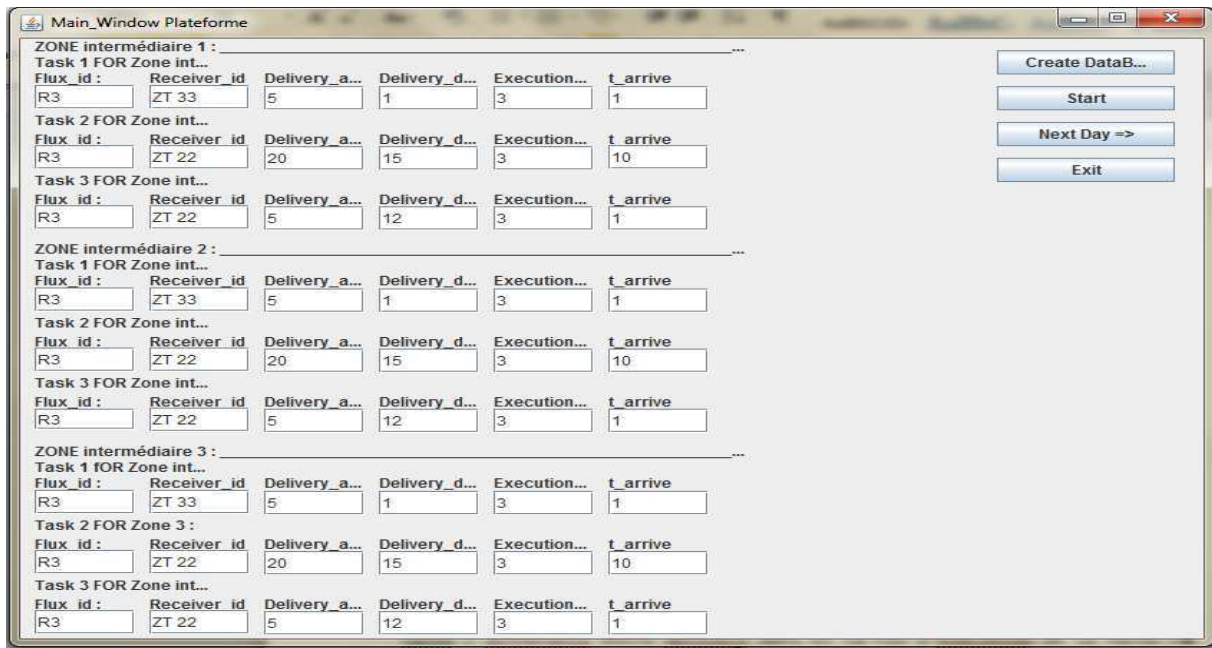 Main_Window Plateforme
ZONE intermédiaire 1 : ...
Task 1 FOR Zone int...
Flux_id : Receiver_id Delivery_a... Delivery_d... Execution... t_arrive
R3 ZT 33 5 1 3 1
Task 2 FOR Zone int...
Flux_id : Receiver_id Delivery_a... Delivery_d... Execution... t_arrive
R3 ZT 22 20 15 3 10
Task 3 FOR Zone int...
Flux_id : Receiver_id Delivery_a... Delivery_d... Execution... t_arrive
R3 ZT 22 5 12 3 1
ZONE intermédiaire 2 : ...
Task 1 FOR Zone int...
Flux_id : Receiver_id Delivery_a... Delivery_d... Execution... t_arrive
R3 ZT 33 5 1 3 1
Task 2 FOR Zone int...
Flux_id : Receiver_id Delivery_a... Delivery_d... Execution... t_arrive
R3 ZT 22 20 15 3 10
Task 3 FOR Zone int...
Flux_id : Receiver_id Delivery_a... Delivery_d... Execution... t_arrive
R3 ZT 22 5 12 3 1
ZONE intermédiaire 3 : ...
Task 1 fOR Zone int...
Flux_id : Receiver_id Delivery_a... Delivery_d... Execution... t_arrive
R3 ZT 33 5 1 3 1
Task 2 FOR Zone 3 :
Flux_id : Receiver_id Delivery_a... Delivery_d... Execution... t_arrive
R3 ZT 22 20 15 3 10
Task 3 FOR Zone int...
Flux_id : Receiver_id Delivery_a... Delivery_d... Execution... t_arrive
R3 ZT 22 5 12 3 1
Create DataB...
Start
Next Day =>
Exit